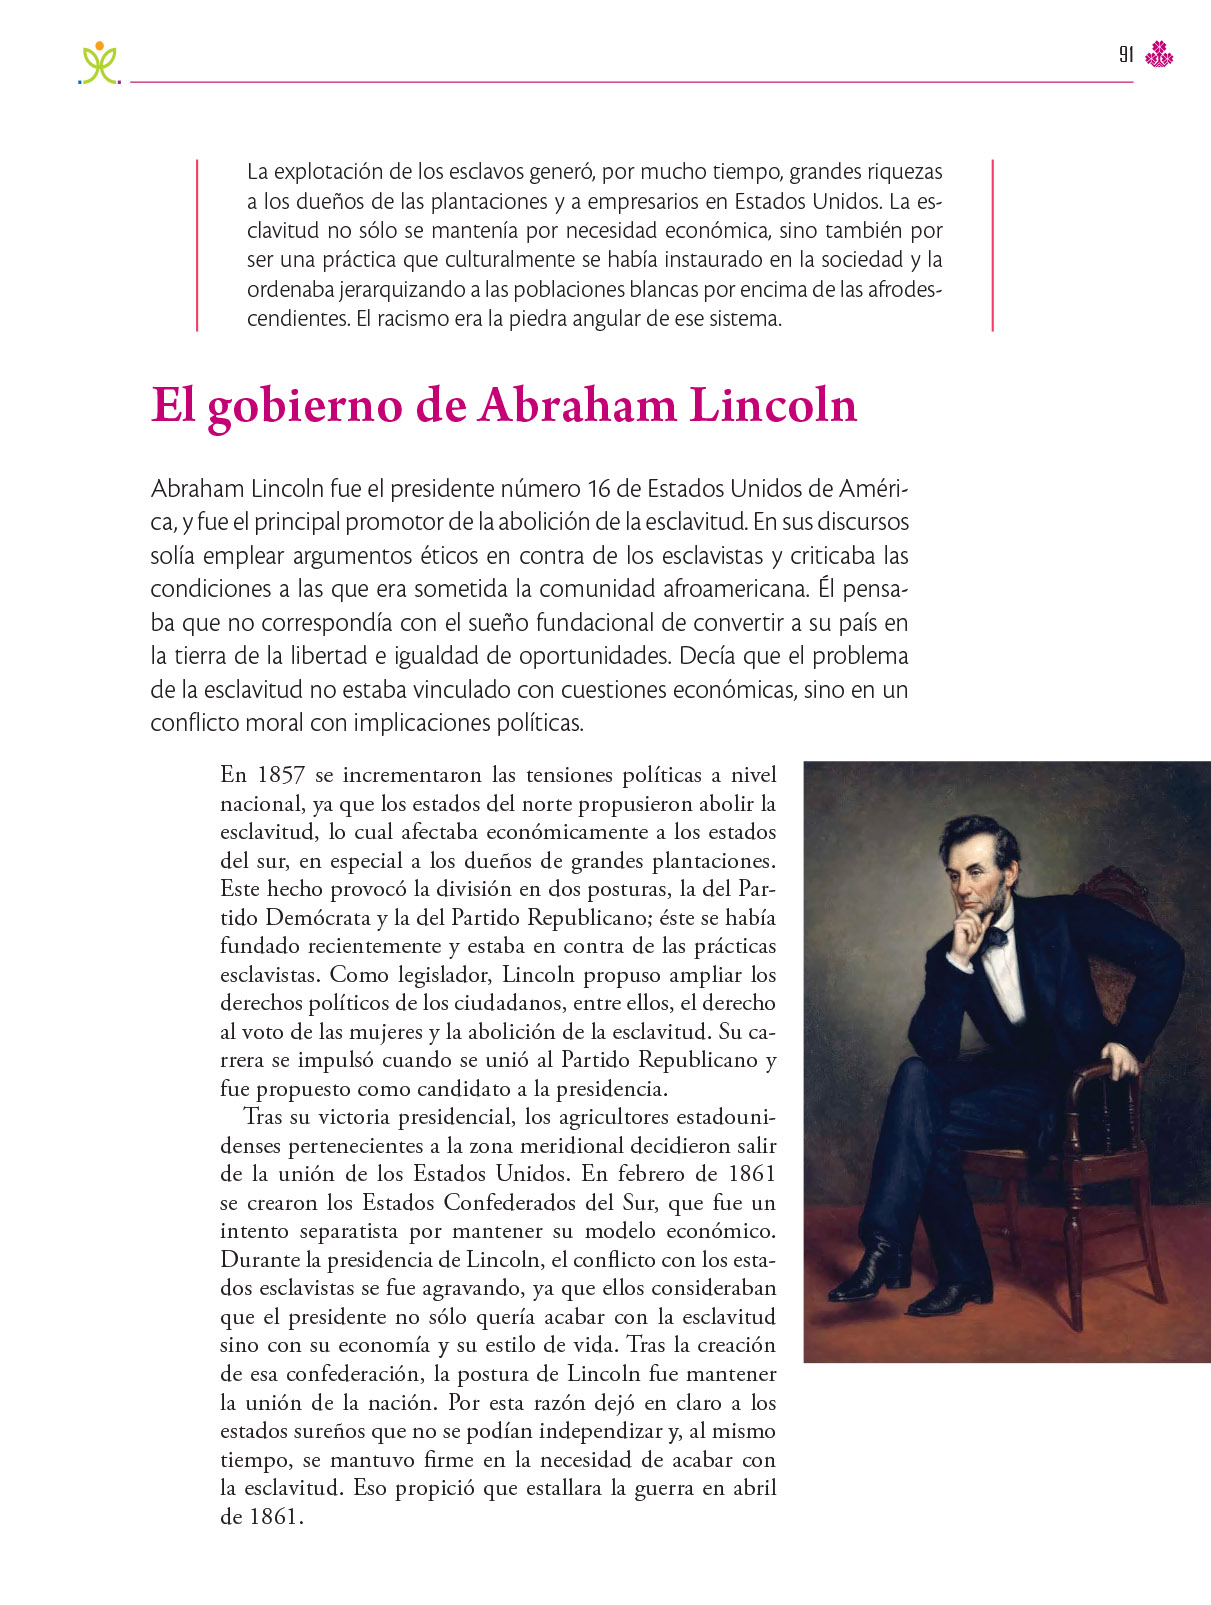 91
La explotación de los esclavos generó, por mucho tiempo, grandes riquezas
a los dueños de las plantaciones y a empresarios en Estados Unidos. La es-
clavitud no sólo se mantenía por necesidad económica, sino también por
ser una práctica que culturalmente se había instaurado en la sociedad y la
ordenaba jerarquizando a las poblaciones blancas por encima de las afrodes-
cendientes. El racismo era la piedra angular de ese sistema.
El gobierno de Abraham Lincoln
Abraham Lincoln fue el presidente número 16 de Estados Unidos de Améri-
ca, y fue el principal promotor de la abolición de la esclavitud. En sus discursos
solía emplear argumentos éticos en contra de los esclavistas y criticaba las
condiciones a las que era sometida la comunidad afroamericana. Él pensa-
ba que no correspondía con el sueño fundacional de convertir a su país en
la tierra de la libertad e igualdad de oportunidades. Decía que el problema
de la esclavitud no estaba vinculado con cuestiones económicas, sino en un
conflicto moral con implicaciones políticas.
En 1857 se incrementaron las tensiones políticas a nivel
nacional, ya que los estados del norte propusieron abolir la
esclavitud, lo cual afectaba económicamente a los estados
del sur, en especial a los dueños de grandes plantaciones.
Este hecho provocó la división en dos posturas, la del Par-
tido Demócrata y la del Partido Republicano; éste se había
fundado recientemente y estaba en contra de las prácticas
esclavistas. Como legislador, Lincoln propuso ampliar los
derechos políticos de los ciudadanos, entre ellos, el derecho
al voto de las mujeres y la abolición de la esclavitud. Su ca-
rrera se impulsó cuando se unió al Partido Republicano y
fue propuesto como candidato a la presidencia.
Tras su victoria presidencial, los agricultores estadouni-
denses pertenecientes a la zona meridional decidieron salir
de la unión de los Estados Unidos. En febrero de 1861
se crearon los Estados Confederados del Sur, que fue un
intento separatista por mantener su modelo económico.
Durante la presidencia de Lincoln, el conflicto con los esta-
dos esclavistas se fue agravando, ya que ellos consideraban
que el presidente no sólo quería acabar con la esclavitud
sino con su economía y su estilo de vida. Tras la creación
de esa confederación, la postura de Lincoln fue mantener
la unión de la nación. Por esta razón dejó en claro a los
estados sureños que no se podían independizar y, al mismo
tiempo, se mantuvo firme en la necesidad de acabar con
la esclavitud. Eso propició que estallara la guerra en abril
de 1861.